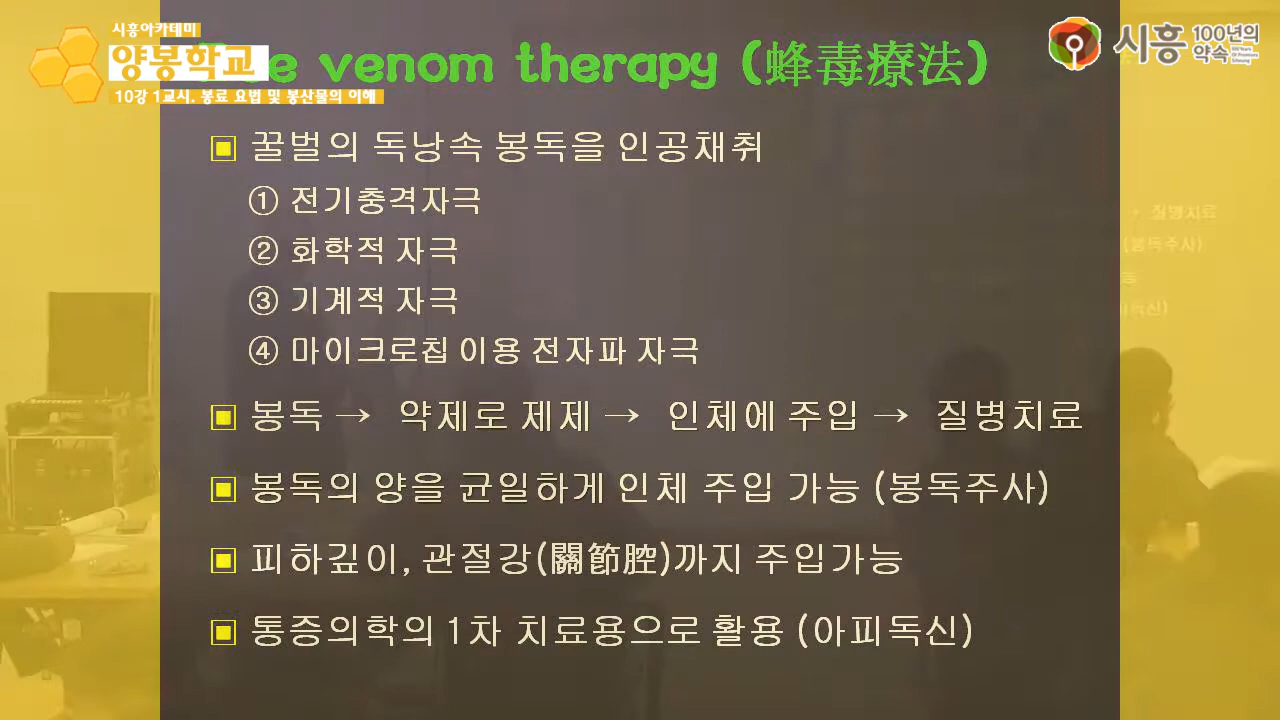 시흥아카데미
양봉학교
10강 1교시. 봉료 요법 및 봉산물의 이해
시흥 100년의 약속
venom therapy (蜂毒療法)
▣ 꿀벌의 독낭속 봉독을 인공채취
① 전기충격자극
② 화학적 자극
③ 기계적 자극
④ 마이크로칩 이용 전자파 자극
▣ 봉독 → 약제로 제제 → 인체에 주입 → 질병치료
▣ 봉독의 양을 균일하게 인체 주입 가능 (봉독주사)
▣ 피하깊이, 관절강(關節腔)까지 주입가능
▣ 통증의학의 1차 치료용으로 활용 (아피독신)
→ 질병치료
(봉독주사)